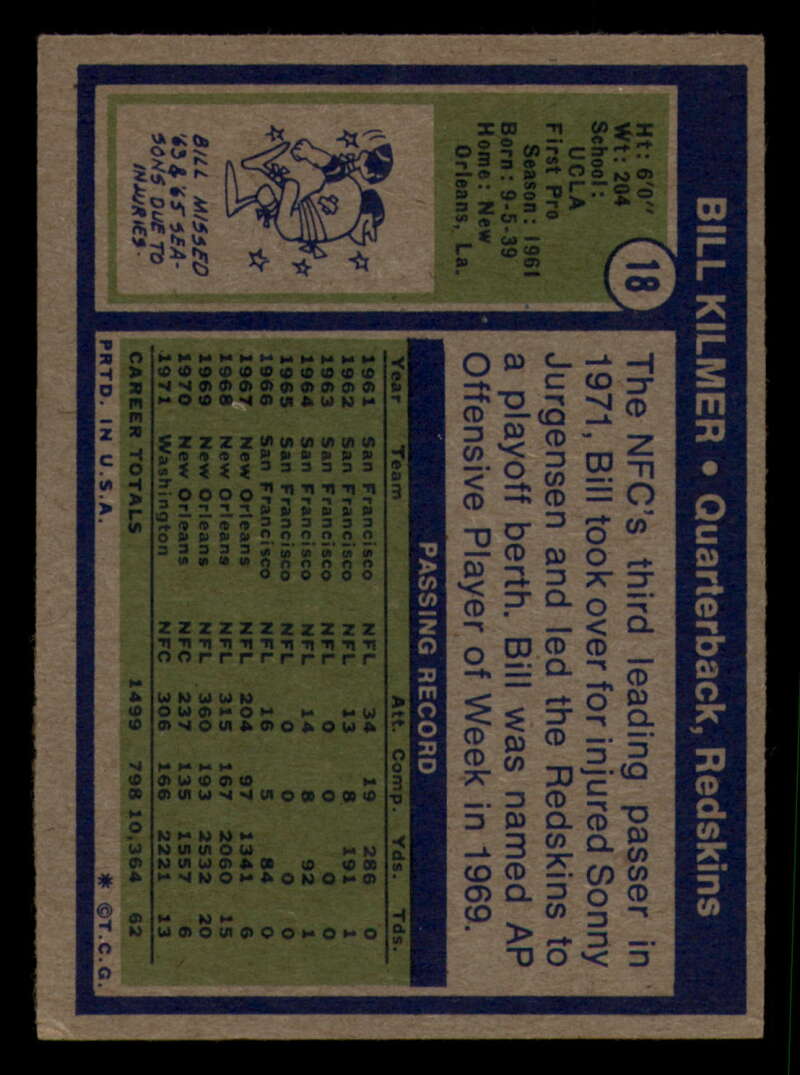 BILL KILMER • Quarterback, Redskins
18
Ht: 6'0"
Wt: 204
School:
UCLA
First Pro
Season: 1961
Born: 9-5-39
Home: New
Orleans, La.
BILL MISSED
'63 & '65 SEA-
SONS DUE TO
INJURIES.
The NFC's third leading passer in
1971, Bill took over for injured Sonny
Jurgensen and led the Redskins to
a playoff berth. Bill was named AP
Offensive Player of Week in 1969.
PASSING RECORD
Year Team Att. Comp. Yds. Tds.
1961 San Francisco NFL 34 19 286 0
1962 San Francisco NFL 13 8 191 1
1963 San Francisco NFL 0 0 0 0
1964 San Francisco NFL 14 8 92 1
1965 San Francisco NFL 0 0 0 0
1966 San Francisco NFL 16 5 84 0
1967 New Orleans NFL 204 97 1341 6
1968 New Orleans NFL 315 167 2060 15
1969 New Orleans NFL 360 193 2532 20
1970 New Orleans NFC 237 135 1557 6
1971 Washington NFC 306 166 2221 13
CAREER TOTALS 1499 798 10,364 62
PRTD. IN U.S.A. * ©T.C.G.